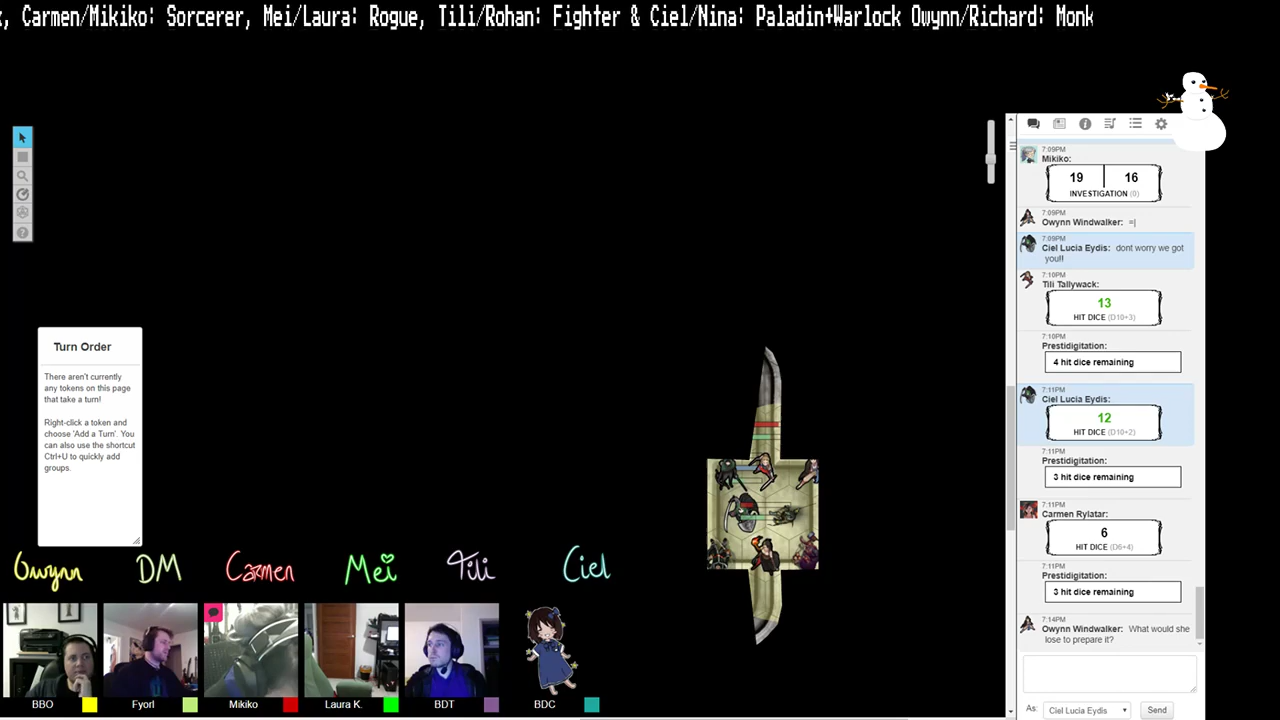 , Carmen/Mikiko: Sorcerer, Mei/Laura: Rogue, Tili/Rohan: Fighter & Ciel/Nina: Paladin+Warlock Owynn/Richard: Monk
7:09PM
Mikiko:
19 16
INVESTIGATION (0)
7:09PM
Owynn Windwalker: =|
7:09PM
Ciel Lucia Eydis: dont worry we got
you!!
7:10PM
Tili Tallywack:
13
HIT DICE (D10+3)
7:10PM
Prestidigitation:
4 hit dice remaining
7:11PM
Ciel Lucia Eydis:
12
HIT DICE (D10+2)
7:11PM
Prestidigitation:
3 hit dice remaining
7:11PM
Carmen Rylatar:
6
HIT DICE (D6+4)
7:11PM
Prestidigitation:
3 hit dice remaining
7:14PM
Owynn Windwalker: What would she
lose to prepare it?
As: Ciel Lucia Eydis Send
Turn Order
There aren't currently
any tokens on this page
that take a turn!
Right-click a token and
choose 'Add a Turn'. You
can also use the shortcut
Ctrl+U to quickly add
groups.
Owynn DM Carmen Mei Tili Ciel
BBO Fyorl Mikiko Laura K. BDT BDC